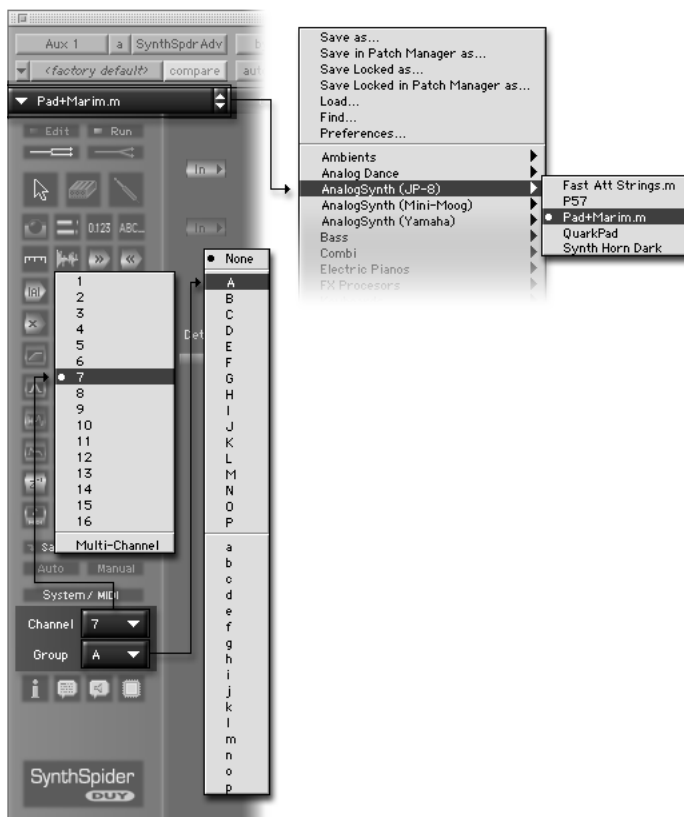 Aux 1
a
SynthSpdrAdv
b
<factory default>
compare
aut
Pad+Marim.m
Edit
Run
In
0.123
ABC...
In
Det
Save as...
Save in Patch Manager as...
Save Locked as...
Save Locked in Patch Manager as...
Load...
Find...
Preferences...
Ambients
Analog Dance
AnalogSynth (JP-8)
AnalogSynth (Mini-Moog)
AnalogSynth (Yamaha)
Bass
Combi
Electric Pianos
FX Procesors
Fast Att Strings.m
P57
Pad+Marim.m
QuarkPad
Synth Horn Dark
1
2
3
4
5
6
7
8
9
10
11
12
13
14
15
16
Multi-Channel
None
A
B
C
D
E
F
G
H
I
J
K
L
M
N
O
P
a
b
c
d
e
f
g
h
i
j
k
l
m
n
o
p
Sa
Auto
Manual
System / MIDI
Channel 7
Group A
SynthSpider
DUY